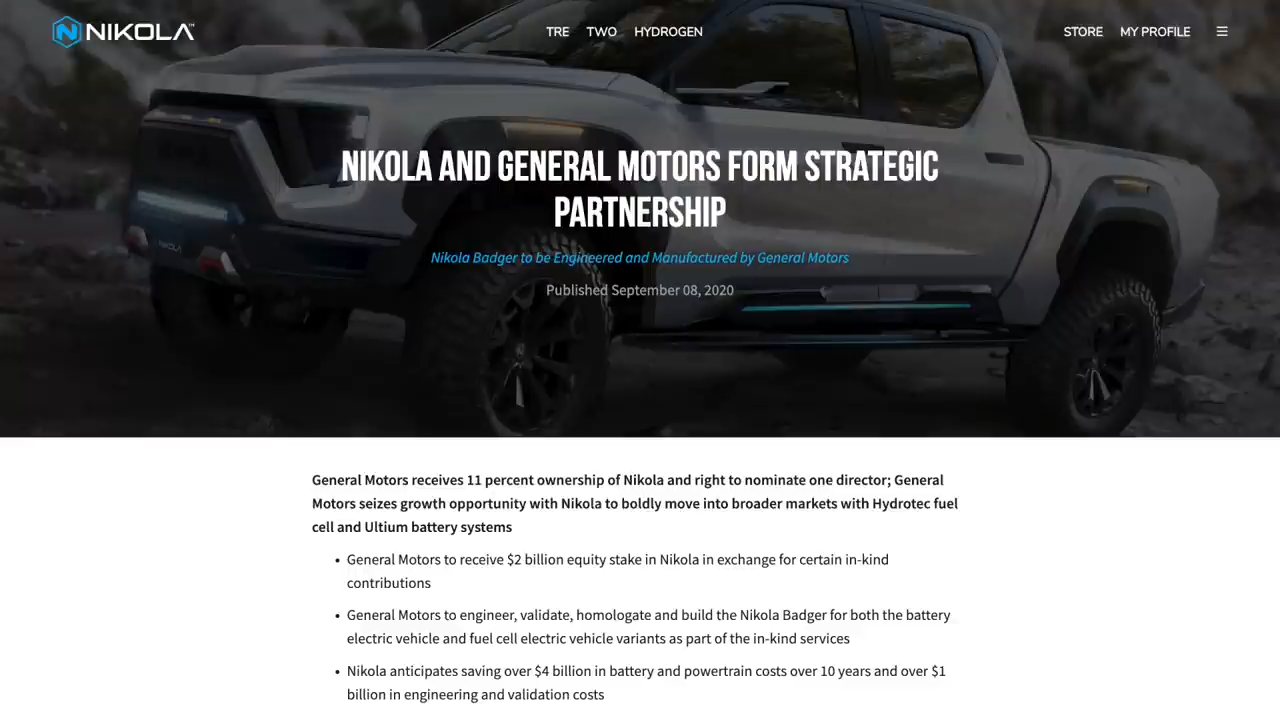 NIKOLA™
TRE TWO HYDROGEN
STORE MY PROFILE
NIKOLA AND GENERAL MOTORS FORM STRATEGIC
PARTNERSHIP
Nikola Badger to be Engineered and Manufactured by General Motors
Published September 08, 2020
NIKOLA
General Motors receives 11 percent ownership of Nikola and right to nominate one director; General
Motors seizes growth opportunity with Nikola to boldly move into broader markets with Hydrotec fuel
cell and Ultium battery systems
• General Motors to receive $2 billion equity stake in Nikola in exchange for certain in-kind
contributions
• General Motors to engineer, validate, homologate and build the Nikola Badger for both the battery
electric vehicle and fuel cell electric vehicle variants as part of the in-kind services
• Nikola anticipates saving over $4 billion in battery and powertrain costs over 10 years and over $1
billion in engineering and validation costs